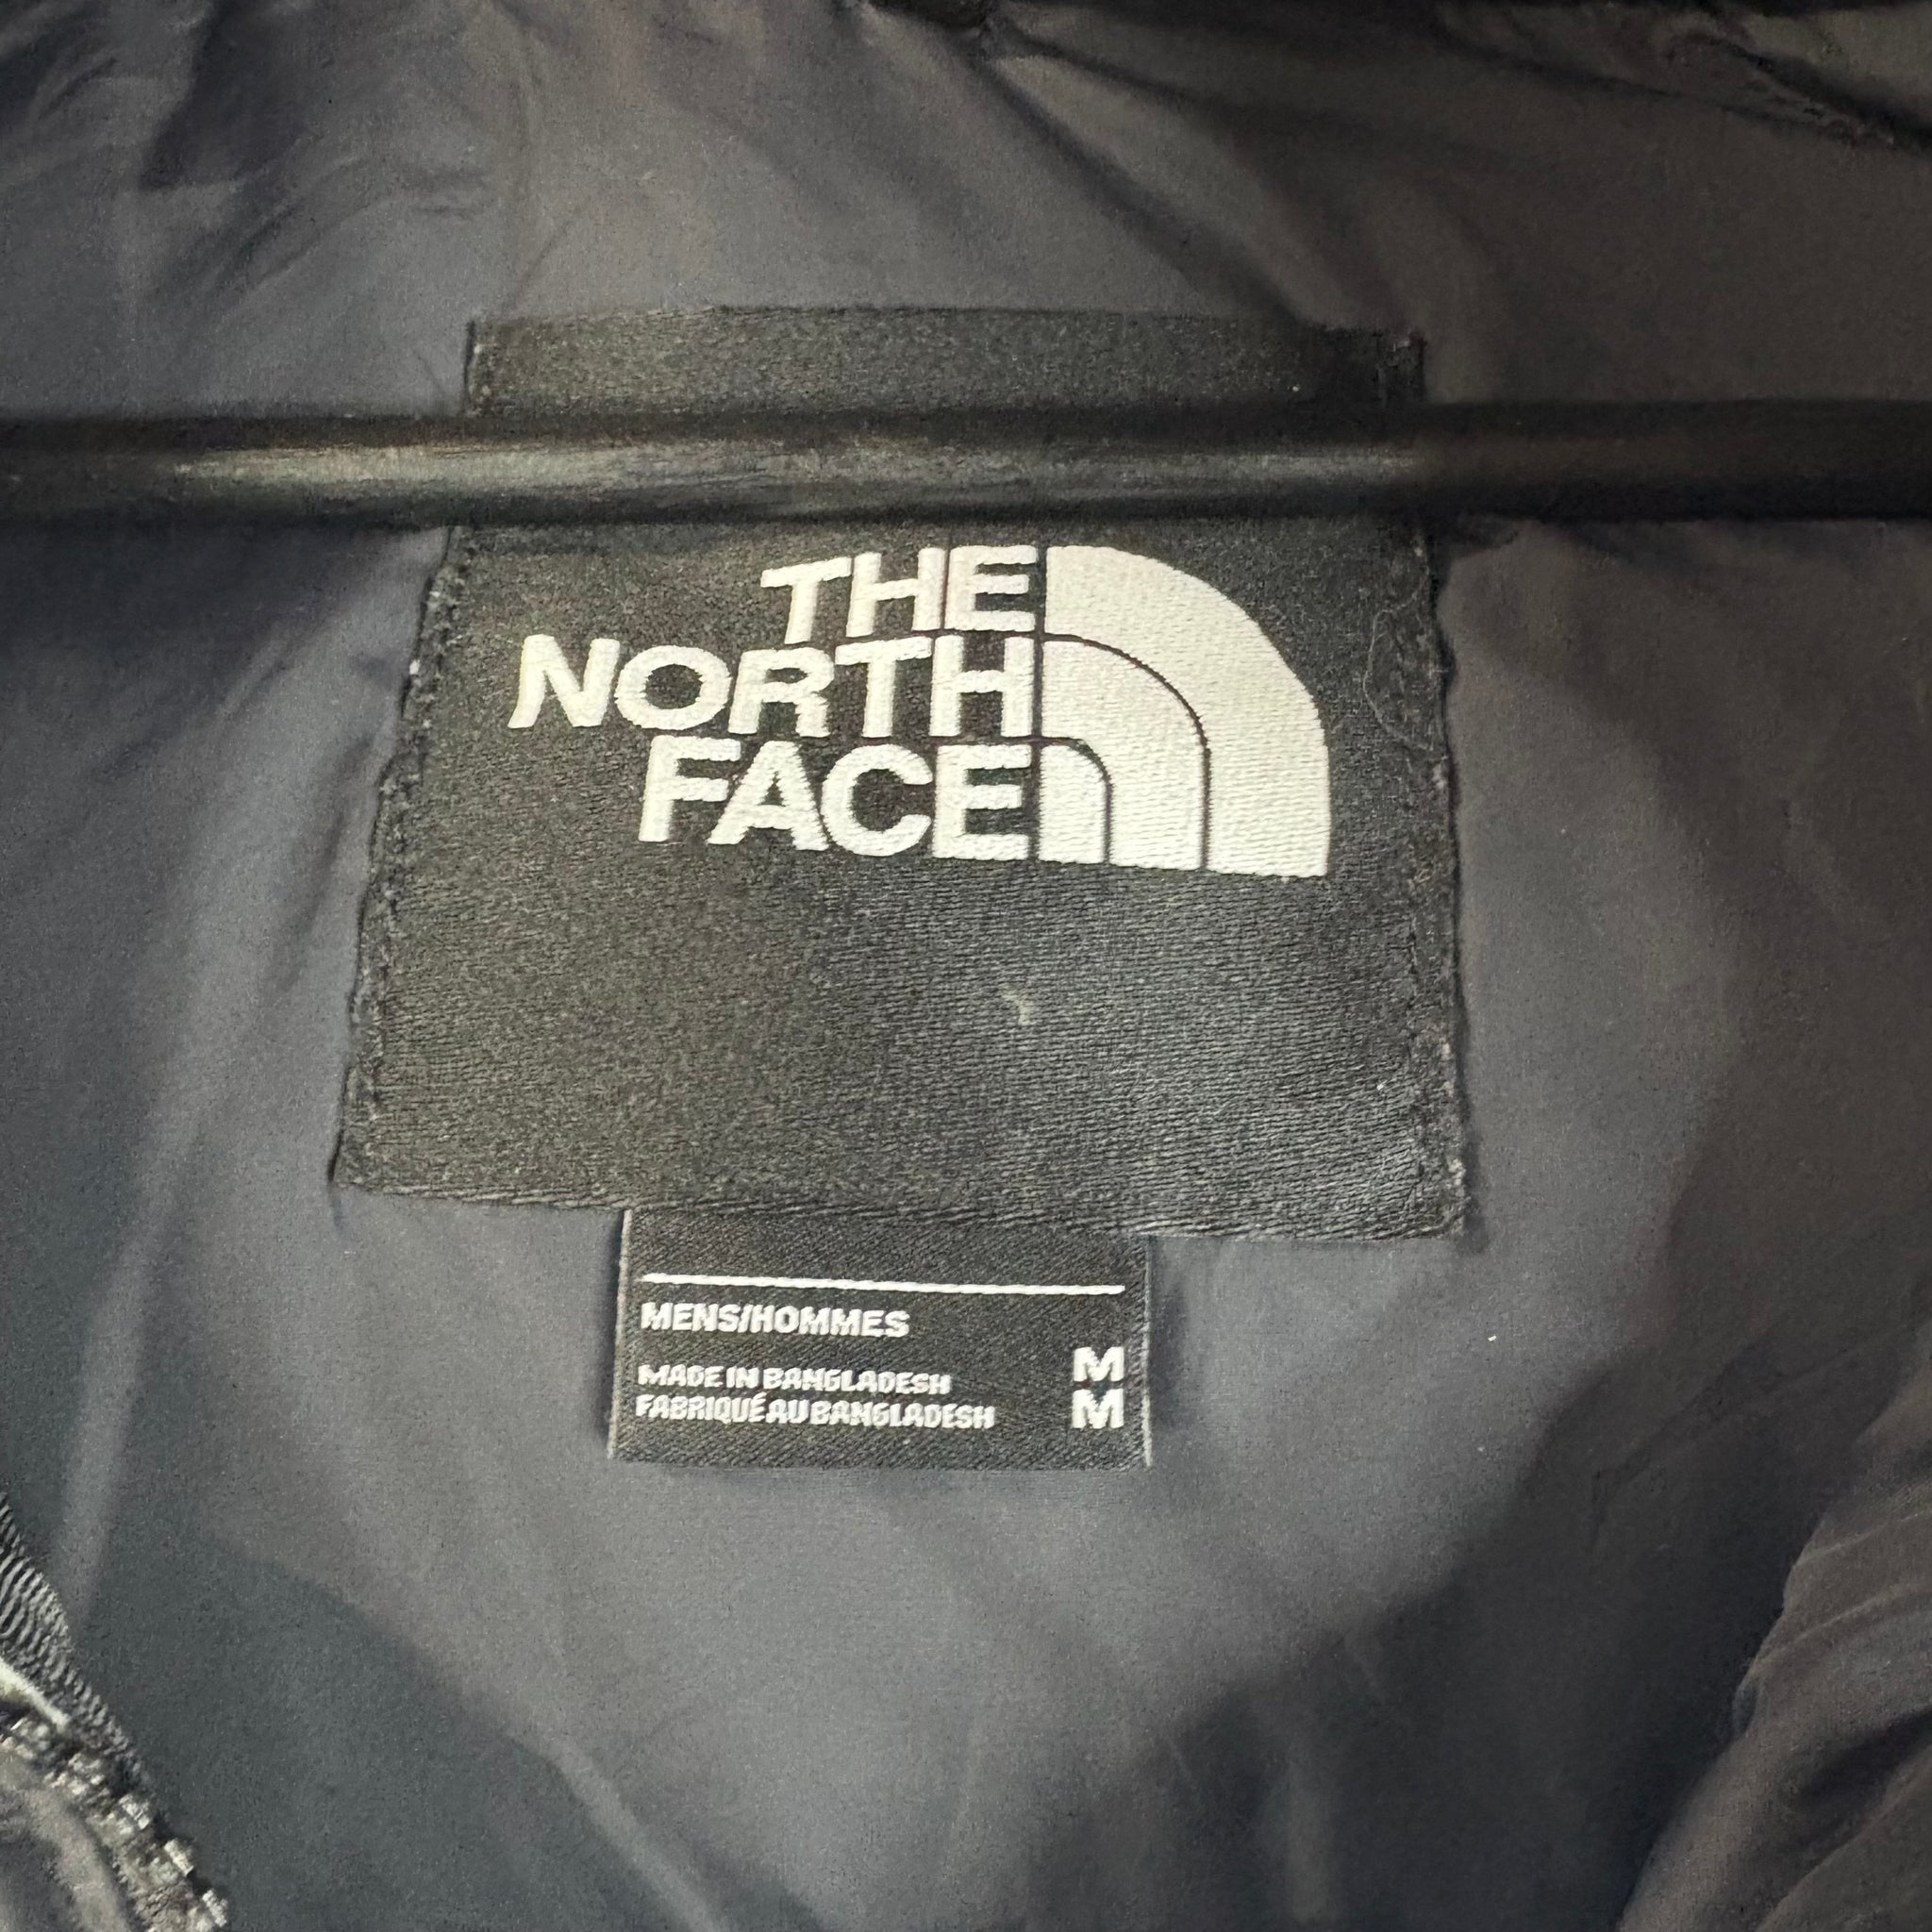 THE
NORTH
FACE
MENS/HOMMES
MADE IN BANGLADESH
FABRIQUÉ AU BANGLADESH
M
M